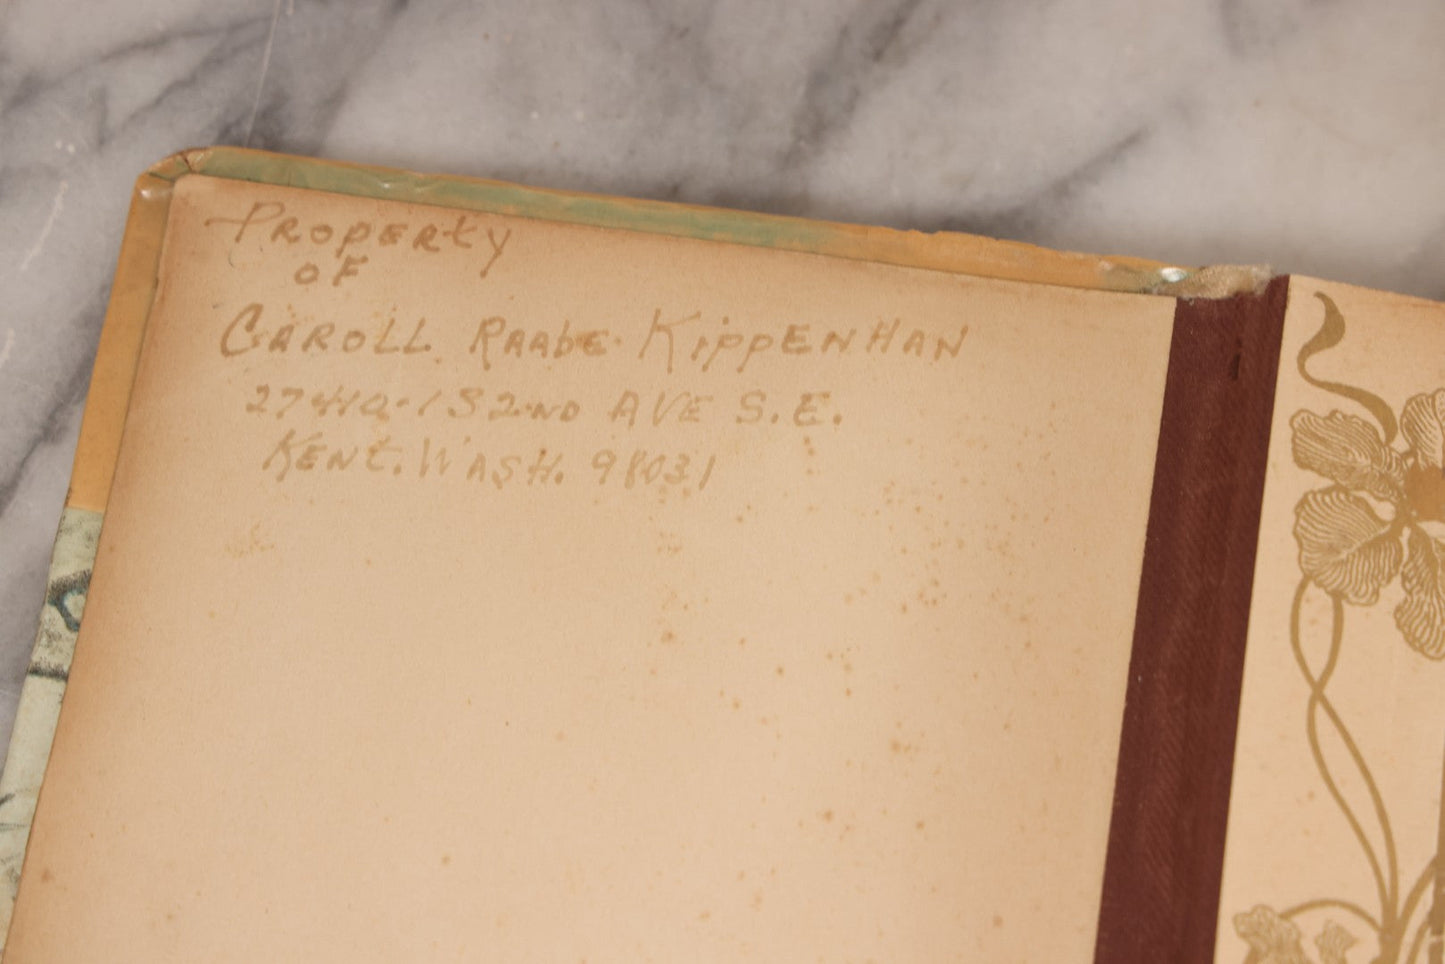 PROPERtY
OF
CAROLL RAAbE KippENHAN
27410-132ND AVE S.E.
KENt. WASH. 98031